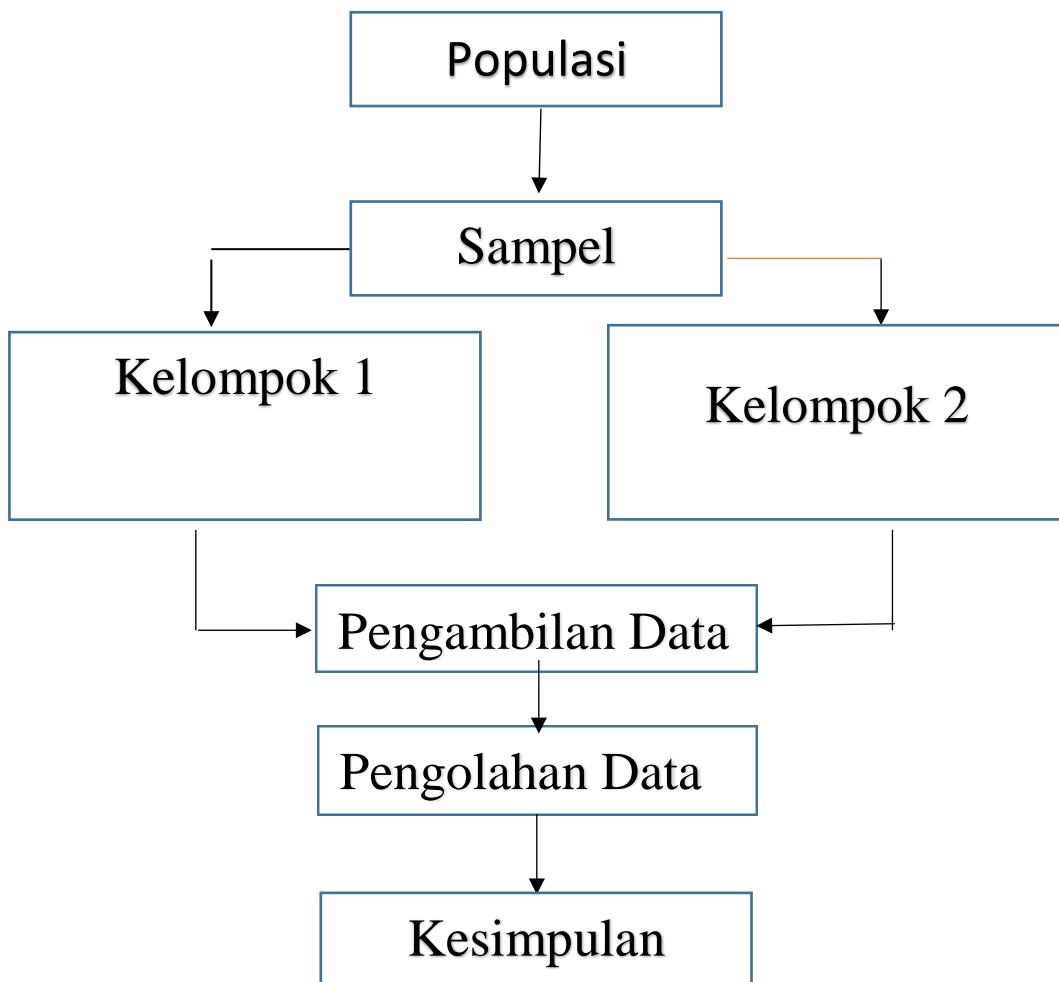 Populasi
Sampel
Kelompok 1
Kelompok 2
Pengambilan Data
Pengolahan Data
Kesimpulan